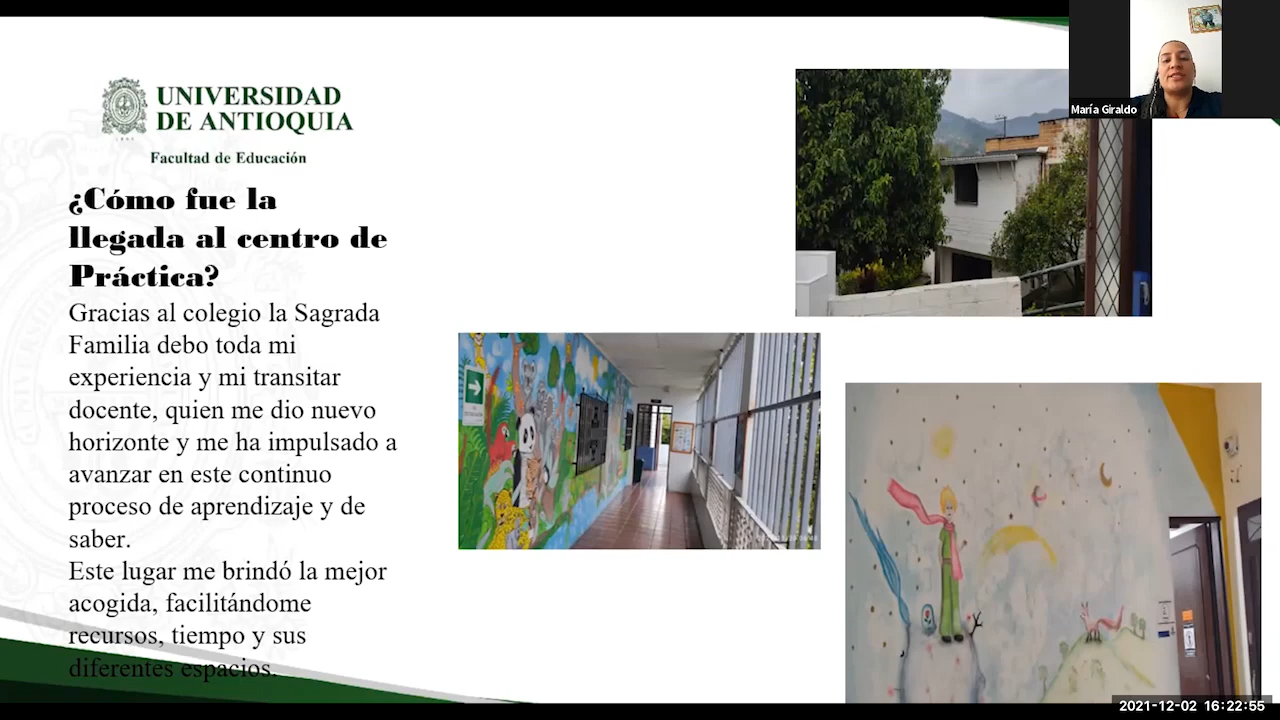 UNIVERSIDAD
DE ANTIOQUIA
Facultad de Educación
¿Cómo fue la
llegada al centro de
Práctica?
Gracias al colegio la Sagrada
Familia debo toda mi
experiencia y mi transitar
docente, quien me dio nuevo
horizonte y me ha impulsado a
avanzar en este continuo
proceso de aprendizaje y de
saber.
Este lugar me brindó la mejor
acogida, facilitándome
recursos, tiempo y sus
diferentes espacios.
María Giraldo
2021-12-02 16:22:55